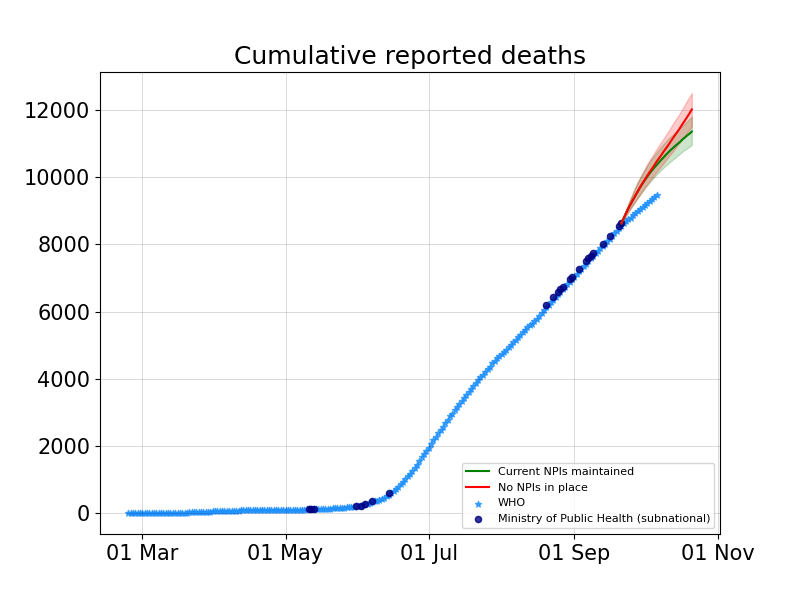 Cumulative reported deaths
12000
10000
8000
6000
4000
2000
0
Current NPIs maintained
No NPIs in place
WHO
Ministry of Public Health (subnational)
01 Mar 01 May 01 Jul 01 Sep 01 Nov